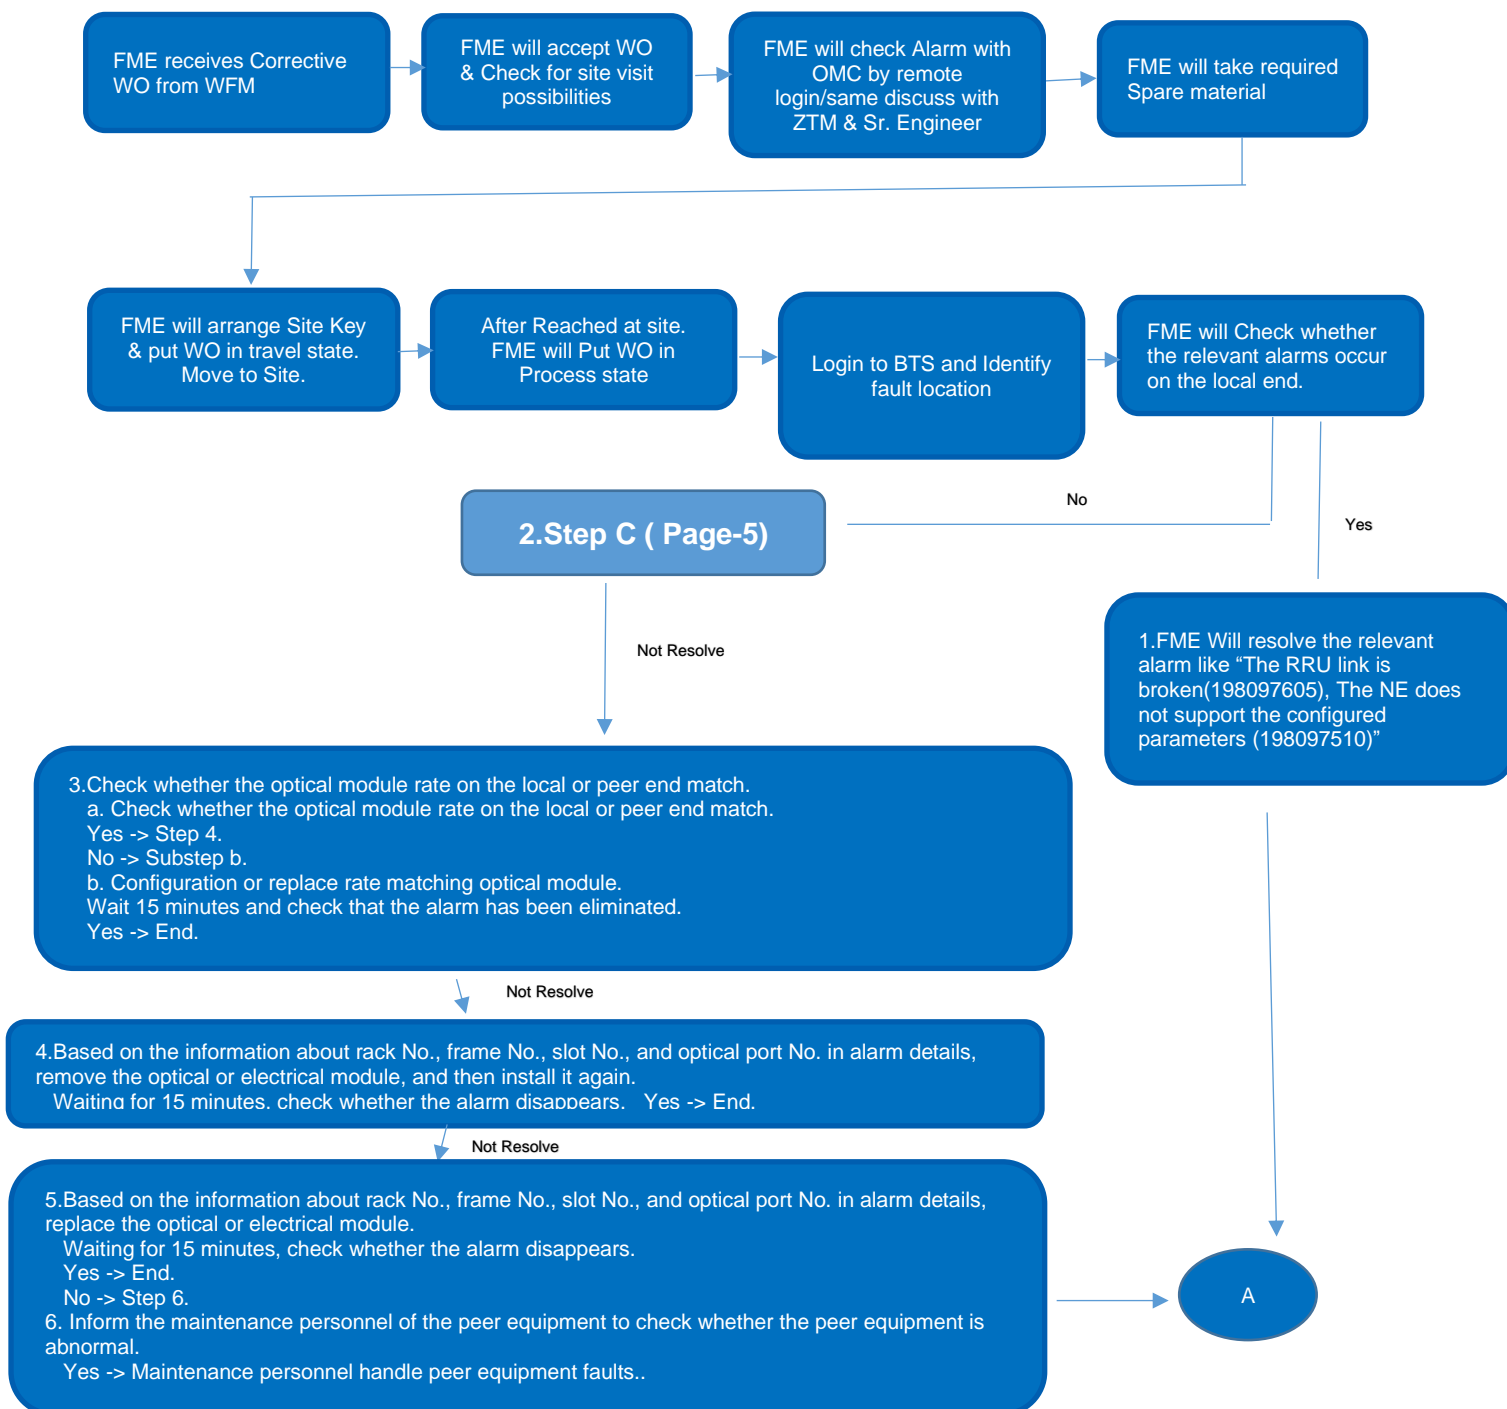 FME receives Corrective
WO from WFM
FME will accept WO
& Check for site visit
possibilities
FME will check Alarm with
OMC by remote
login/same discuss with
ZTM & Sr. Engineer
FME will take required
Spare material
FME will arrange Site Key
& put WO in travel state.
Move to Site.
After Reached at site.
FME will Put WO in
Process state
Login to BTS and Identify
fault location
FME will Check whether
the relevant alarms occur
on the local end.
No
Yes
2.Step C ( Page-5)
Not Resolve
1.FME Will resolve the relevant
alarm like “The RRU link is
broken(198097605), The NE does
not support the configured
parameters (198097510)”
3.Check whether the optical module rate on the local or peer end match.
a. Check whether the optical module rate on the local or peer end match.
Yes -> Step 4.
No -> Substep b.
b. Configuration or replace rate matching optical module.
Wait 15 minutes and check that the alarm has been eliminated.
Yes -> End.
Not Resolve
4.Based on the information about rack No., frame No., slot No., and optical port No. in alarm details,
remove the optical or electrical module, and then install it again.
Waiting for 15 minutes, check whether the alarm disappears. Yes -> End.
Not Resolve
5.Based on the information about rack No., frame No., slot No., and optical port No. in alarm details,
replace the optical or electrical module.
Waiting for 15 minutes, check whether the alarm disappears.
Yes -> End.
No -> Step 6.
6. Inform the maintenance personnel of the peer equipment to check whether the peer equipment is
abnormal.
Yes -> Maintenance personnel handle peer equipment faults..
A